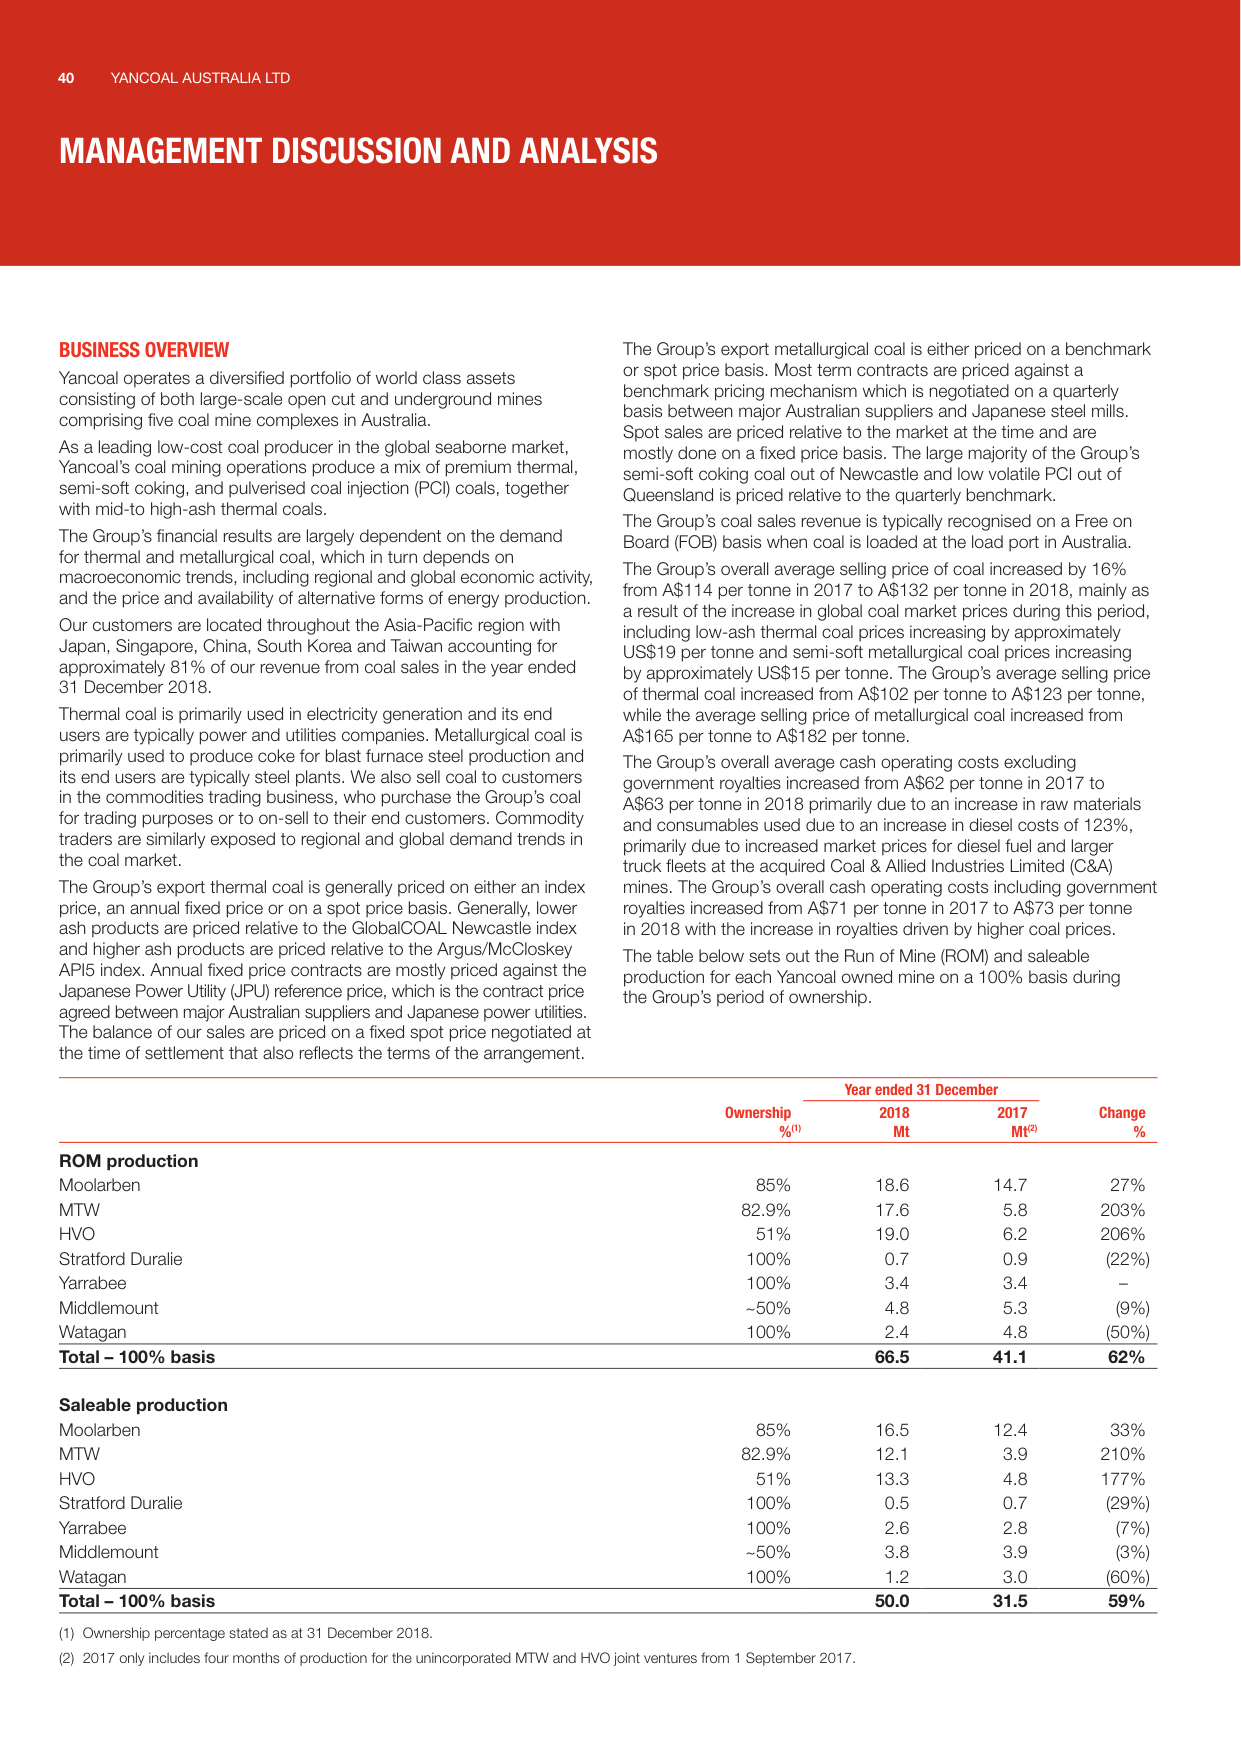 40 YANCOAL AUSTRALIA LTD
MANAGEMENT DISCUSSION AND ANALYSIS
BUSINESS OVERVIEW
Yancoal operates a diversified portfolio of world class assets
consisting of both large-scale open cut and underground mines
comprising five coal mine complexes in Australia.
As a leading low-cost coal producer in the global seaborne market,
Yancoal's coal mining operations produce a mix of premium thermal,
semi-soft coking, and pulverised coal injection (PCI) coals, together
with mid-to high-ash thermal coals.
The Group's financial results are largely dependent on the demand
for thermal and metallurgical coal, which in turn depends on
macroeconomic trends, including regional and global economic activity,
and the price and availability of alternative forms of energy production.
Our customers are located throughout the Asia-Pacific region with
Japan, Singapore, China, South Korea and Taiwan accounting for
approximately 81% of our revenue from coal sales in the year ended
31 December 2018.
Thermal coal is primarily used in electricity generation and its end
users are typically power and utilities companies. Metallurgical coal is
primarily used to produce coke for blast furnace steel production and
its end users are typically steel plants. We also sell coal to customers
in the commodities trading business, who purchase the Group's coal
for trading purposes or to on-sell to their end customers. Commodity
traders are similarly exposed to regional and global demand trends in
the coal market.
The Group's export thermal coal is generally priced on either an index
price, an annual fixed price or on a spot price basis. Generally, lower
ash products are priced relative to the GlobalCOAL Newcastle index
and higher ash products are priced relative to the Argus/McCloskey
API5 index. Annual fixed price contracts are mostly priced against the
Japanese Power Utility (JPU) reference price, which is the contract price
agreed between major Australian suppliers and Japanese power utilities.
The balance of our sales are priced on a fixed spot price negotiated at
the time of settlement that also reflects the terms of the arrangement.
The Group's export metallurgical coal is either priced on a benchmark
or spot price basis. Most term contracts are priced against a
benchmark pricing mechanism which is negotiated on a quarterly
basis between major Australian suppliers and Japanese steel mills.
Spot sales are priced relative to the market at the time and are
mostly done on a fixed price basis. The large majority of the Group's
semi-soft coking coal out of Newcastle and low volatile PCI out of
Queensland is priced relative to the quarterly benchmark.
The Group's coal sales revenue is typically recognised on a Free on
Board (FOB) basis when coal is loaded at the load port in Australia.
The Group's overall average selling price of coal increased by 16%
from A$114 per tonne in 2017 to A$132 per tonne in 2018, mainly as
a result of the increase in global coal market prices during this period,
including low-ash thermal coal prices increasing by approximately
US$19 per tonne and semi-soft metallurgical coal prices increasing
by approximately US$15 per tonne. The Group's average selling price
of thermal coal increased from A$102 per tonne to A$123 per tonne,
while the average selling price of metallurgical coal increased from
A$165 per tonne to A$182 per tonne.
The Group's overall average cash operating costs excluding
government royalties increased from A$62 per tonne in 2017 to
A$63 per tonne in 2018 primarily due to an increase in raw materials
and consumables used due to an increase in diesel costs of 123%,
primarily due to increased market prices for diesel fuel and larger
truck fleets at the acquired Coal & Allied Industries Limited (C&A)
mines. The Group's overall cash operating costs including government
royalties increased from A$71 per tonne in 2017 to A$73 per tonne
in 2018 with the increase in royalties driven by higher coal prices.
The table below sets out the Run of Mine (ROM) and saleable
production for each Yancoal owned mine on a 100% basis during
the Group's period of ownership.
Year ended 31 December
Ownership 2018 2017 Change
%(1) Mt Mt(2) %
ROM production
Moolarben 85% 18.6 14.7 27%
MTW 82.9% 17.6 5.8 203%
HVO 51% 19.0 6.2 206%
Stratford Duralie 100% 0.7 0.9 (22%)
Yarrabee 100% 3.4 3.4 –
Middlemount ~50% 4.8 5.3 (9%)
Watagan 100% 2.4 4.8 (50%)
Total – 100% basis 66.5 41.1 62%
Saleable production
Moolarben 85% 16.5 12.4 33%
MTW 82.9% 12.1 3.9 210%
HVO 51% 13.3 4.8 177%
Stratford Duralie 100% 0.5 0.7 (29%)
Yarrabee 100% 2.6 2.8 (7%)
Middlemount ~50% 3.8 3.9 (3%)
Watagan 100% 1.2 3.0 (60%)
Total – 100% basis 50.0 31.5 59%
(1) Ownership percentage stated as at 31 December 2018.
(2) 2017 only includes four months of production for the unincorporated MTW and HVO joint ventures from 1 September 2017.